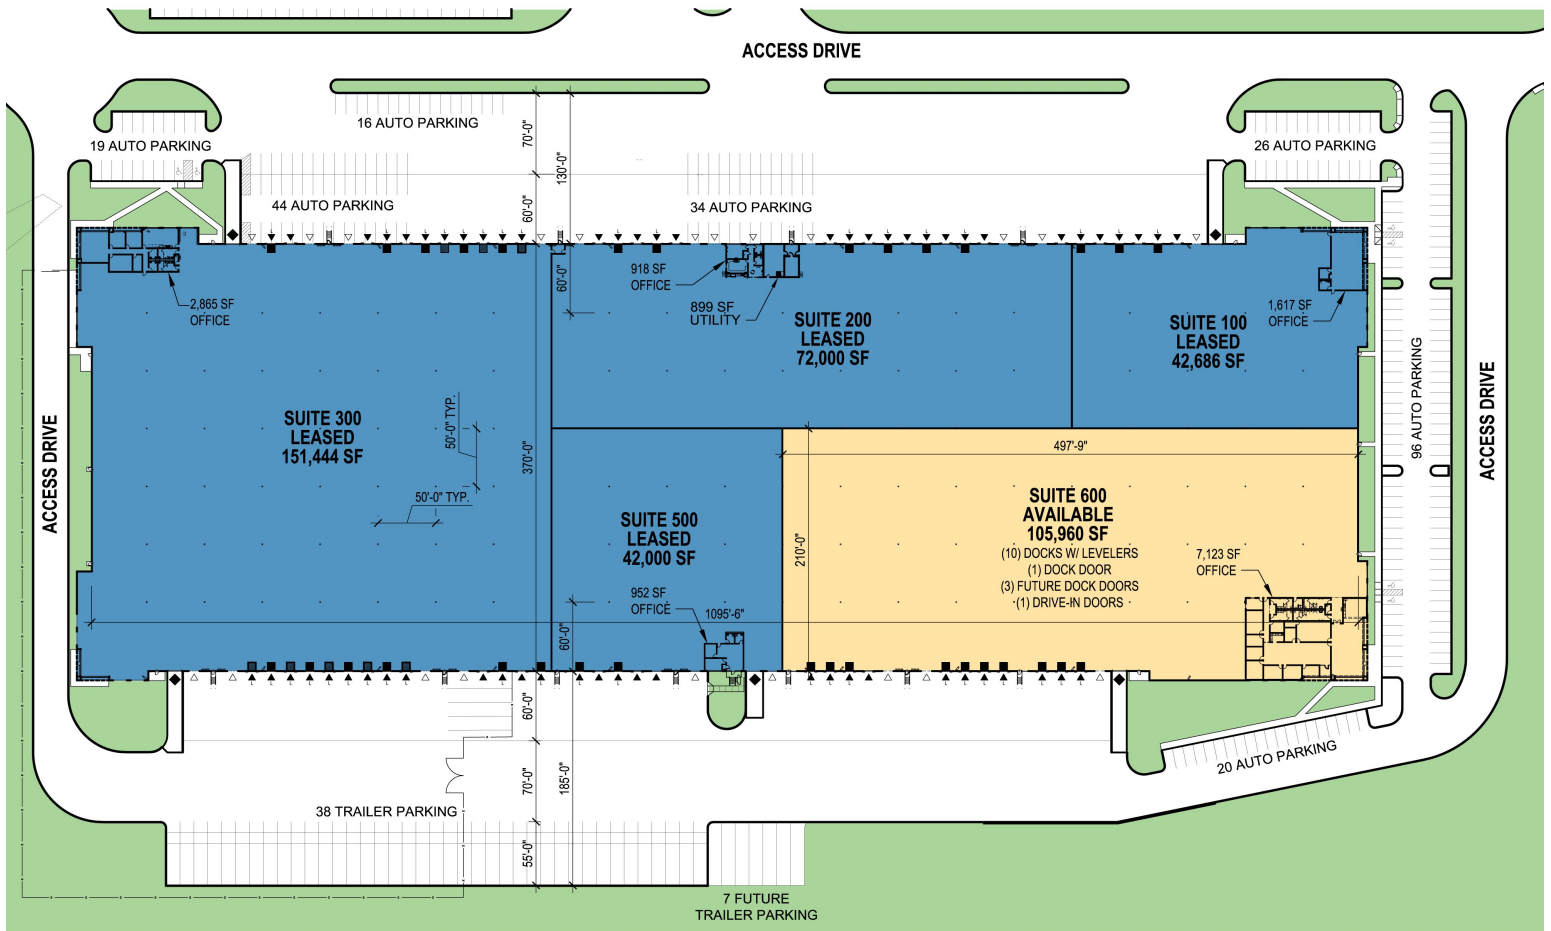 ACCESS DRIVE
16 AUTO PARKING
19 AUTO PARKING
26 AUTO PARKING
70'-0"
130'-0"
60'-0"
44 AUTO PARKING
34 AUTO PARKING
2,865 SF
OFFICE
60'-0"
918 SF
OFFICE
899 SF
UTILITY
SUITE 200
LEASED
72,000 SF
SUITE 100
LEASED
42,686 SF
1,617 SF
OFFICE
96 AUTO PARKING
ACCESS DRIVE
ACCESS DRIVE
SUITE 300
LEASED
151,444 SF
50'-0" TYP.
50'-0" TYP.
370'-0"
497'-9"
SUITE 500
LEASED
42,000 SF
210'-0"
SUITE 600
AVAILABLE
105,960 SF
(10) DOCKS W/ LEVELERS
(1) DOCK DOOR
(3) FUTURE DOCK DOORS
(1) DRIVE-IN DOORS
7,123 SF
OFFICE
952 SF
OFFICE
1095'-6"
60'-0"
60'-0"
70'-0"
185'-0"
55'-0"
38 TRAILER PARKING
20 AUTO PARKING
7 FUTURE
TRAILER PARKING